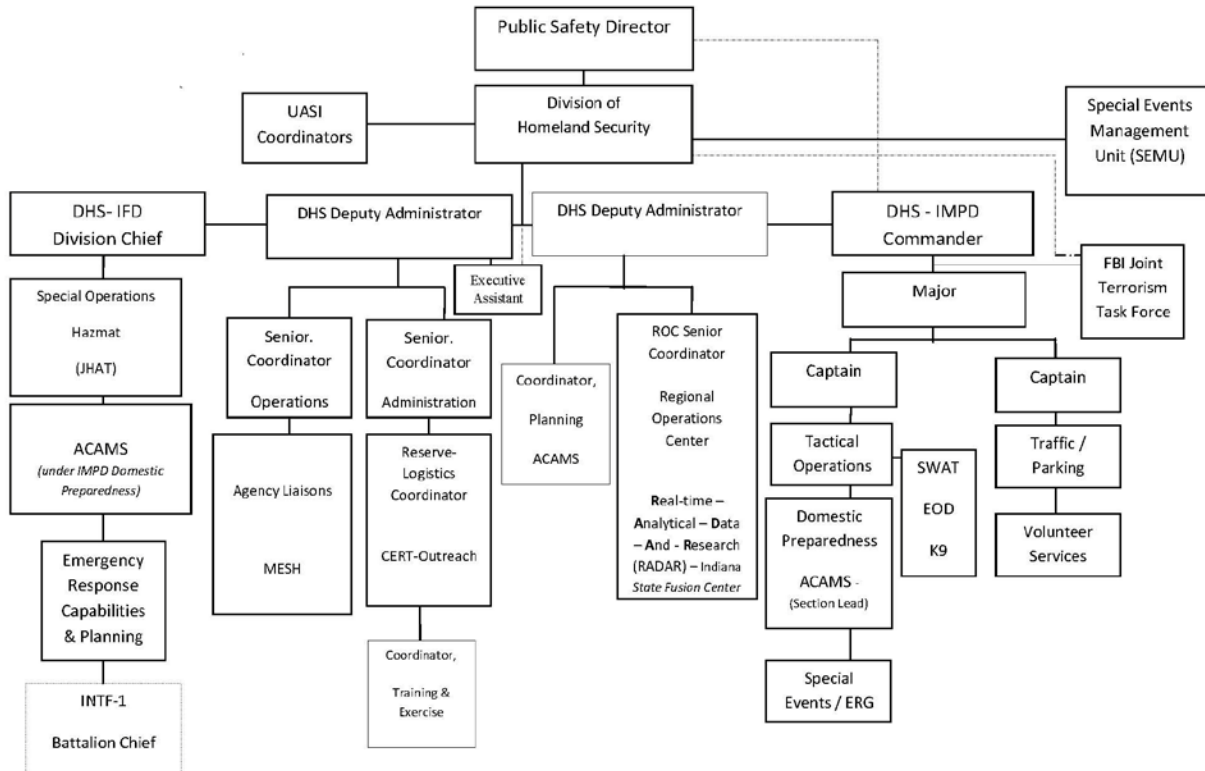 Public Safety Director
UASI
Coordinators
Division of
Homeland Security
Special Events
Management
Unit (SEMU)
DHS- IFD
Division Chief
DHS Deputy Administrator
DHS Deputy Administrator
DHS - IMPD
Commander
Executive
Assistant
FBI Joint
Terrorism
Task Force
Special Operations
Hazmat
(JHAT)
Major
Senior.
Coordinator
Operations
Senior.
Coordinator
Administration
Coordinator,
Planning
ACAMS
ROC Senior
Coordinator
Regional
Operations
Center
Real-time –
Analytical – Data
– And - Research
(RADAR) – Indiana
State Fusion Center
Captain
Captain
ACAMS
(under IMPD Domestic
Preparedness)
Agency Liaisons
MESH
Reserve-
Logistics
Coordinator
CERT-Outreach
Tactical
Operations
SWAT
EOD
K9
Traffic /
Parking
Domestic
Preparedness
ACAMS -
(Section Lead)
Volunteer
Services
Emergency
Response
Capabilities
& Planning
Coordinator,
Training &
Exercise
Special
Events / ERG
INTF-1
Battalion Chief